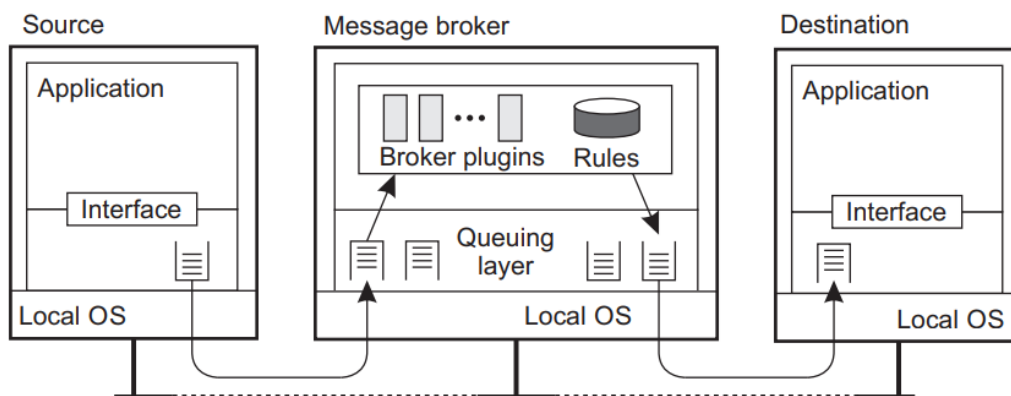 Source
Message broker
Destination
Application
Broker plugins
Rules
Application
Interface
Queuing
layer
Interface
Local OS
Local OS
Local OS